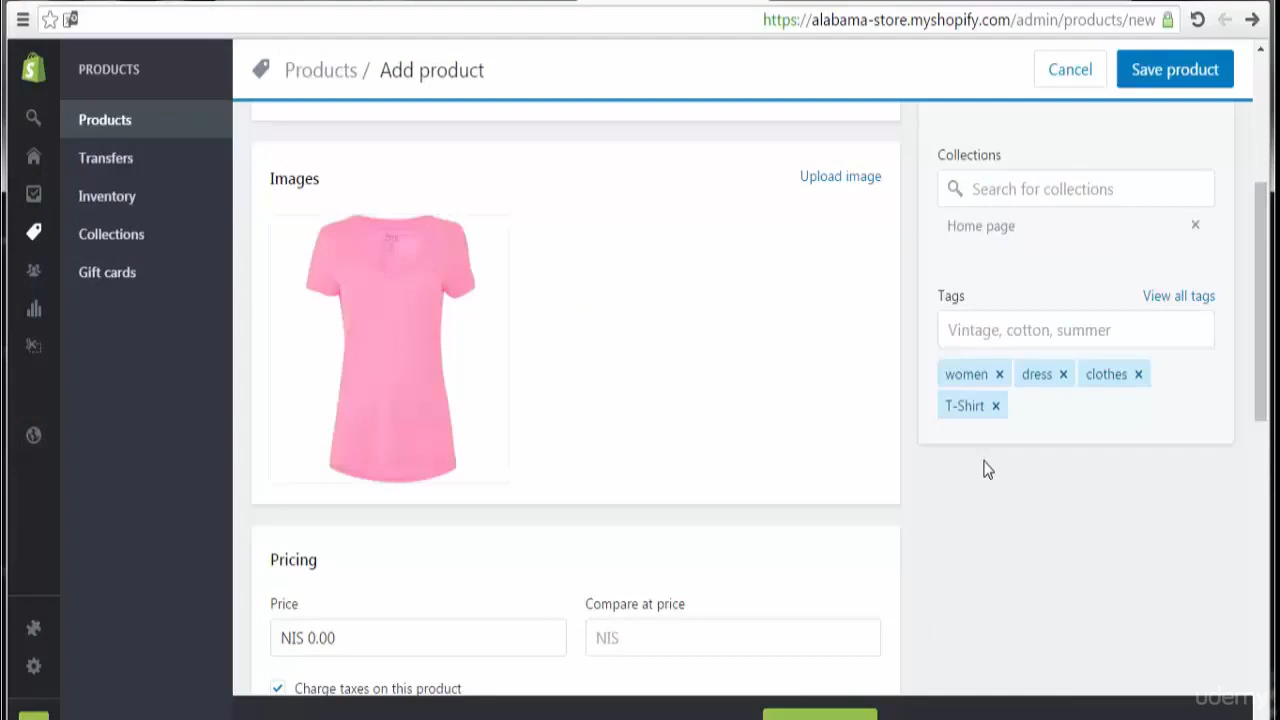 https://alabama-store.myshopify.com/admin/products/new
PRODUCTS
Products / Add product
Cancel
Save product
Products
Transfers
Inventory
Collections
Gift cards
Images
Upload image
Pricing
Price
Compare at price
NIS 0.00
NIS
Charge taxes on this product
Collections
Search for collections
Home page
Tags
View all tags
Vintage, cotton, summer
women × dress × clothes ×
T-Shirt ×
udemy